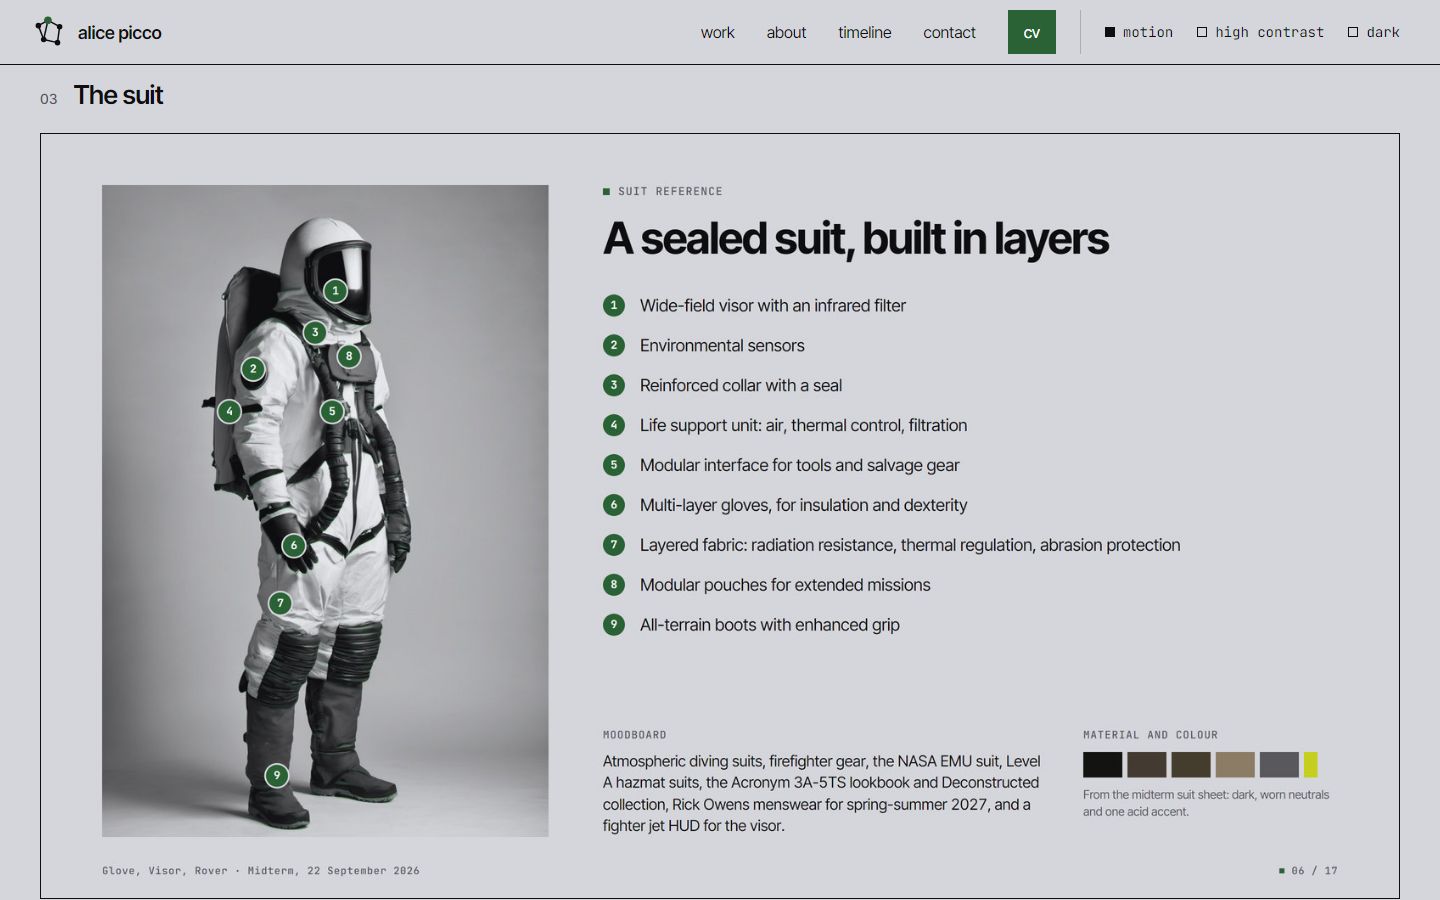 alice picco
work
about
timeline
contact
CV
motion
high contrast
dark
03 The suit
1
3
8
2
4
5
6
7
9
SUIT REFERENCE
A sealed suit, built in layers
1 Wide-field visor with an infrared filter
2 Environmental sensors
3 Reinforced collar with a seal
4 Life support unit: air, thermal control, filtration
5 Modular interface for tools and salvage gear
6 Multi-layer gloves, for insulation and dexterity
7 Layered fabric: radiation resistance, thermal regulation, abrasion protection
8 Modular pouches for extended missions
9 All-terrain boots with enhanced grip
MOODBOARD
Atmospheric diving suits, firefighter gear, the NASA EMU suit, Level
A hazmat suits, the Acronym 3A-5TS lookbook and Deconstructed
collection, Rick Owens menswear for spring-summer 2027, and a
fighter jet HUD for the visor.
MATERIAL AND COLOUR
From the midterm suit sheet: dark, worn neutrals
and one acid accent.
Glove, Visor, Rover · Midterm, 22 September 2026
06 / 17